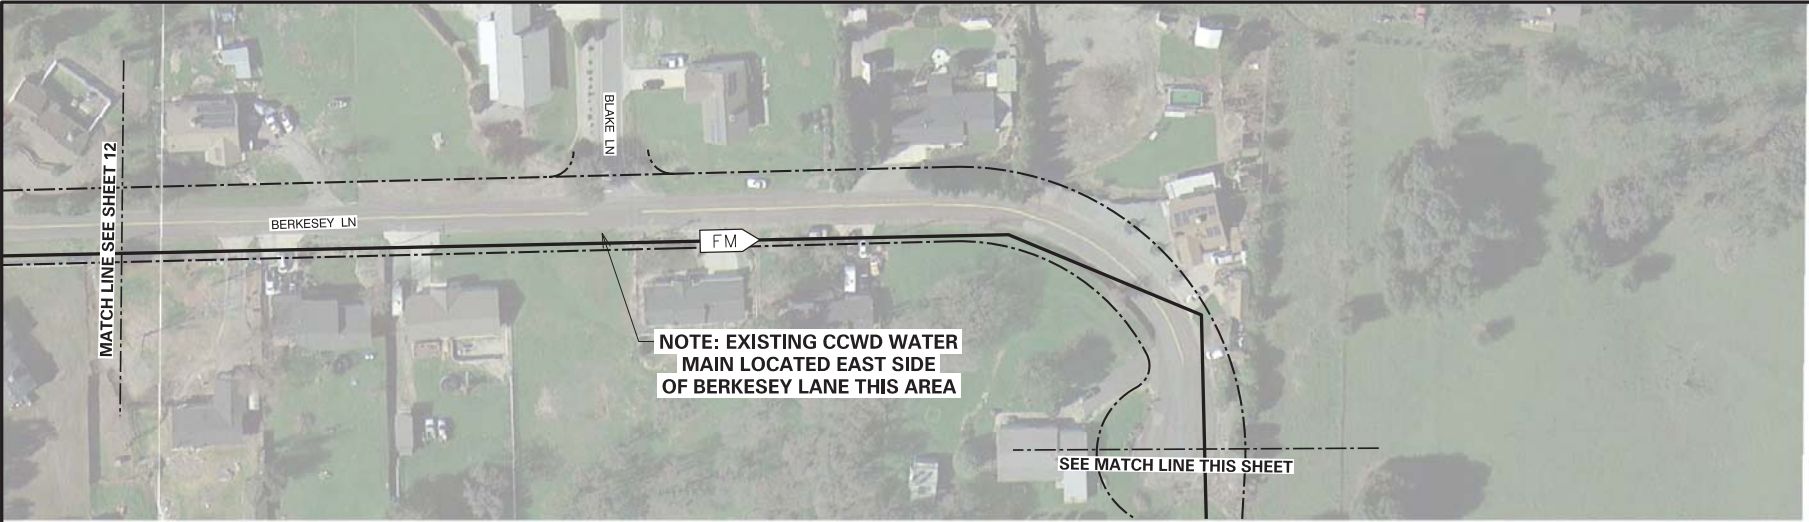 BLAKE LN
MATCH LINE SEE SHEET 12
BERKESEY LN
FM
NOTE: EXISTING CCWD WATER
MAIN LOCATED EAST SIDE
OF BERKESEY LANE THIS AREA
SEE MATCH LINE THIS SHEET